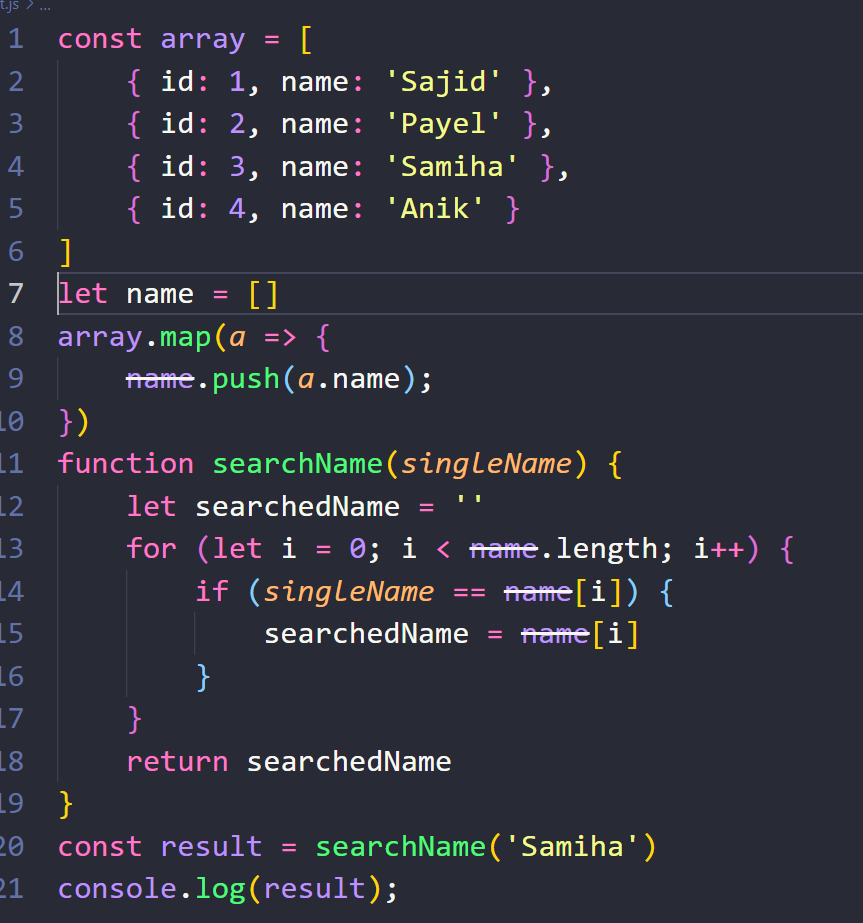 t.js > ...
1 const array = [
2     { id: 1, name: 'Sajid' },
3     { id: 2, name: 'Payel' },
4     { id: 3, name: 'Samiha' },
5     { id: 4, name: 'Anik' }
6 ]
7 let name = []
8 array.map(a => {
9     name.push(a.name);
10 })
11 function searchName(singleName) {
12     let searchedName = ''
13     for (let i = 0; i < name.length; i++) {
14         if (singleName == name[i]) {
15             searchedName = name[i]
16         }
17     }
18     return searchedName
19 }
20 const result = searchName('Samiha')
21 console.log(result);